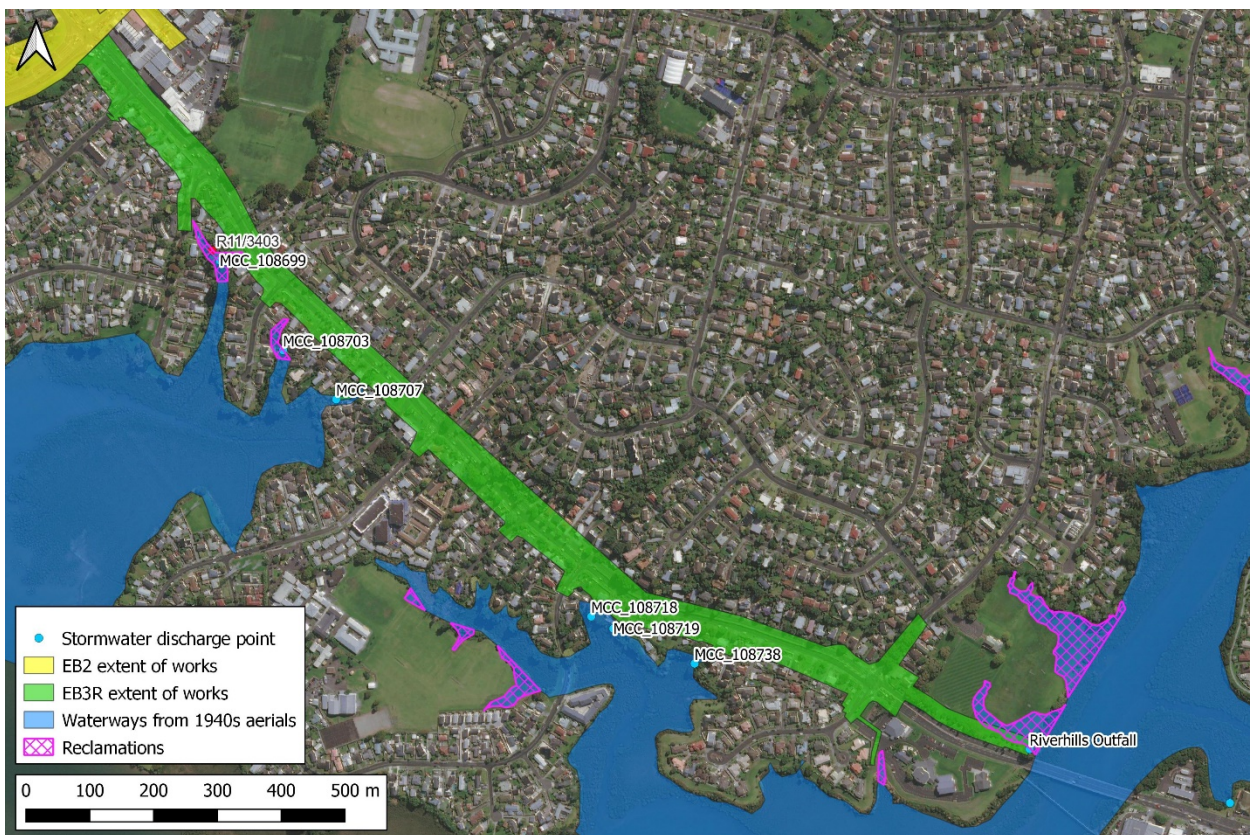 R11/3403
MCC_108699
MCC_108703
MCC_108707
MCC_108718
MCC_108719
MCC_108738
Riverhills Outfall
Stormwater discharge point
EB2 extent of works
EB3R extent of works
Waterways from 1940s aerials
Reclamations
0 100 200 300 400 500 m